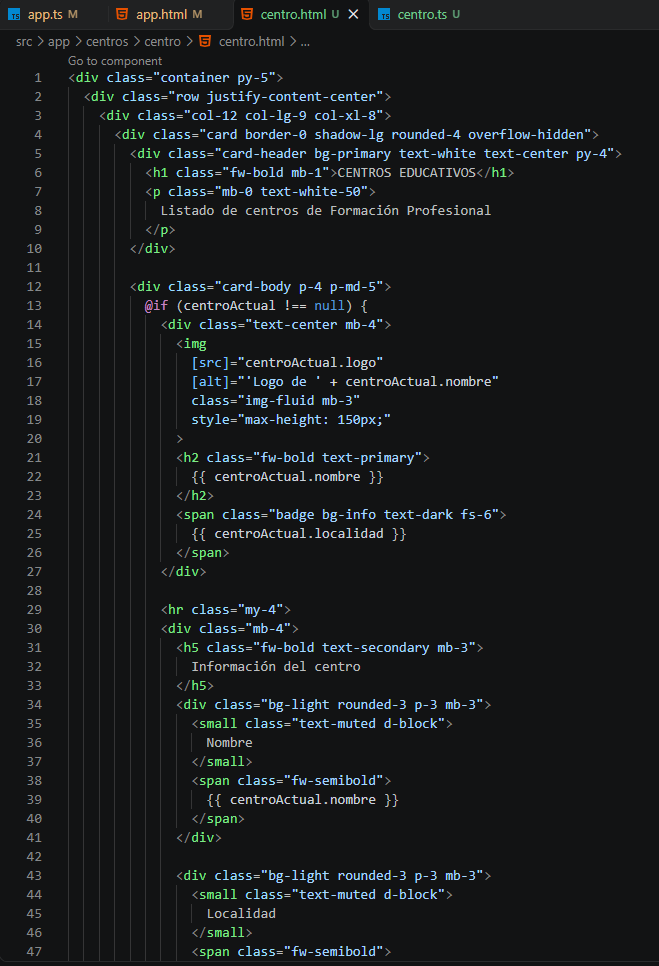 app.ts M app.html M centro.html U centro.ts U
src > app > centros > centro > centro.html > ...
Go to component
1 <div class="container py-5">
2 <div class="row justify-content-center">
3 <div class="col-12 col-lg-9 col-xl-8">
4 <div class="card border-0 shadow-lg rounded-4 overflow-hidden">
5 <div class="card-header bg-primary text-white text-center py-4">
6 <h1 class="fw-bold mb-1">CENTROS EDUCATIVOS</h1>
7 <p class="mb-0 text-white-50">
8 Listado de centros de Formación Profesional
9 </p>
10 </div>
11
12 <div class="card-body p-4 p-md-5">
13 @if (centroActual !== null) {
14 <div class="text-center mb-4">
15 <img
16 [src]="centroActual.logo"
17 [alt]="'Logo de ' + centroActual.nombre"
18 class="img-fluid mb-3"
19 style="max-height: 150px;"
20 >
21 <h2 class="fw-bold text-primary">
22 {{ centroActual.nombre }}
23 </h2>
24 <span class="badge bg-info text-dark fs-6">
25 {{ centroActual.localidad }}
26 </span>
27 </div>
28
29 <hr class="my-4">
30 <div class="mb-4">
31 <h5 class="fw-bold text-secondary mb-3">
32 Información del centro
33 </h5>
34 <div class="bg-light rounded-3 p-3 mb-3">
35 <small class="text-muted d-block">
36 Nombre
37 </small>
38 <span class="fw-semibold">
39 {{ centroActual.nombre }}
40 </span>
41 </div>
42
43 <div class="bg-light rounded-3 p-3 mb-3">
44 <small class="text-muted d-block">
45 Localidad
46 </small>
47 <span class="fw-semibold">